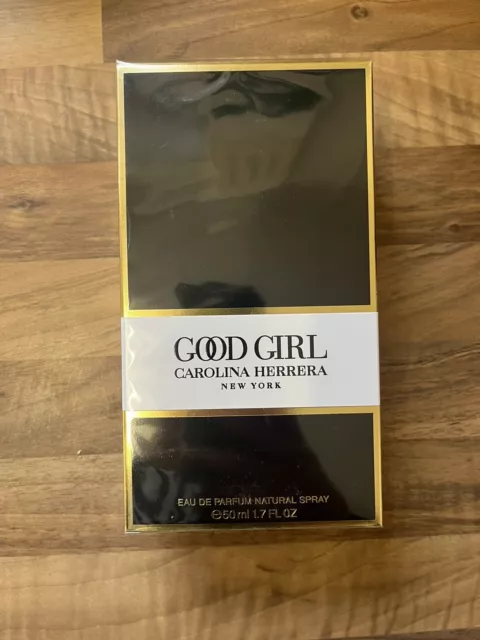 GOOD GIRL
CAROLINA HERRERA
NEW YORK
EAU DE PARFUM NATURAL SPRAY
℮50 ml 1.7 FL OZ